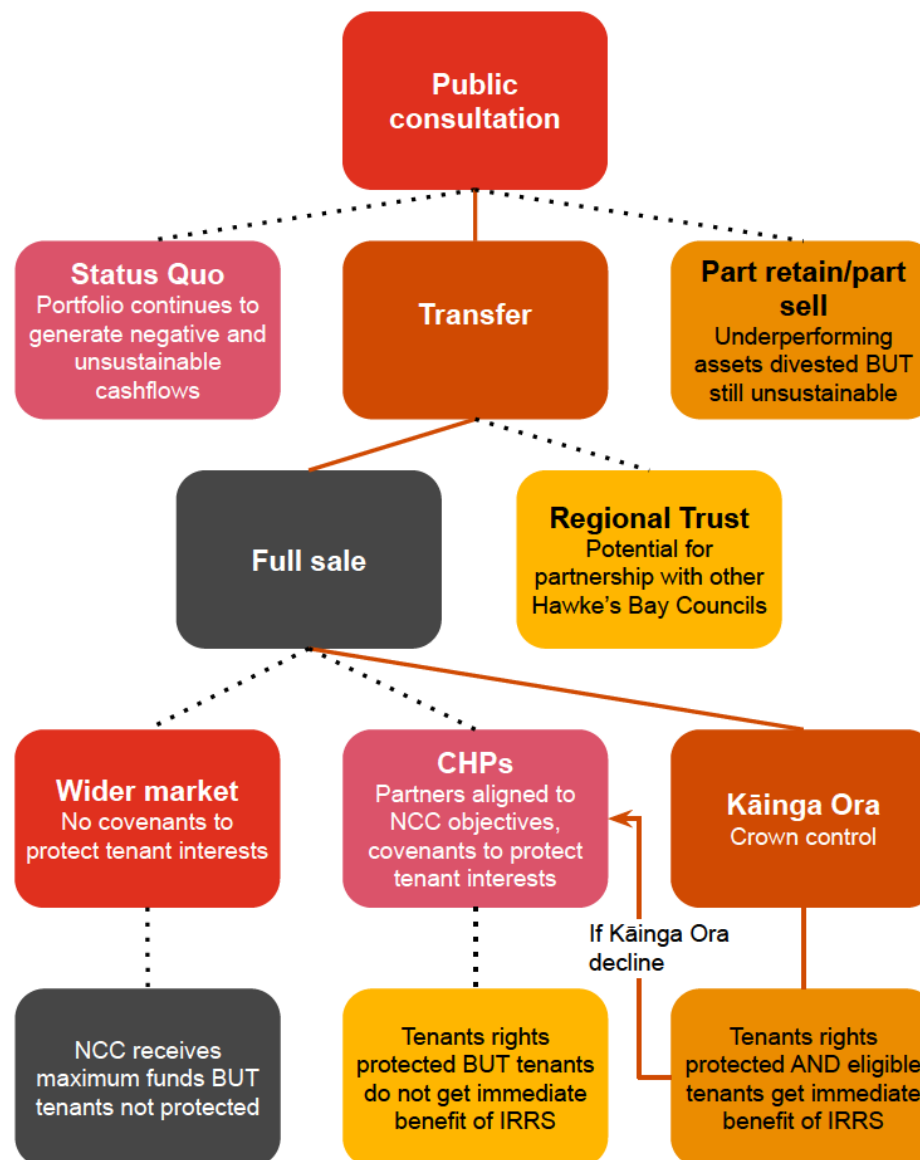 Public
consultation
Status Quo
Portfolio continues to
generate negative and
unsustainable
cashflows
Transfer
Part retain/part
sell
Underperforming
assets divested BUT
still unsustainable
Full sale
Regional Trust
Potential for
partnership with other
Hawke's Bay Councils
Wider market
No covenants to
protect tenant interests
CHPs
Partners aligned to
NCC objectives,
covenants to protect
tenant interests
Kāinga Ora
Crown control
If Kāinga Ora
decline
NCC receives
maximum funds BUT
tenants not protected
Tenants rights
protected BUT tenants
do not get immediate
benefit of IRRS
Tenants rights
protected AND eligible
tenants get immediate
benefit of IRRS